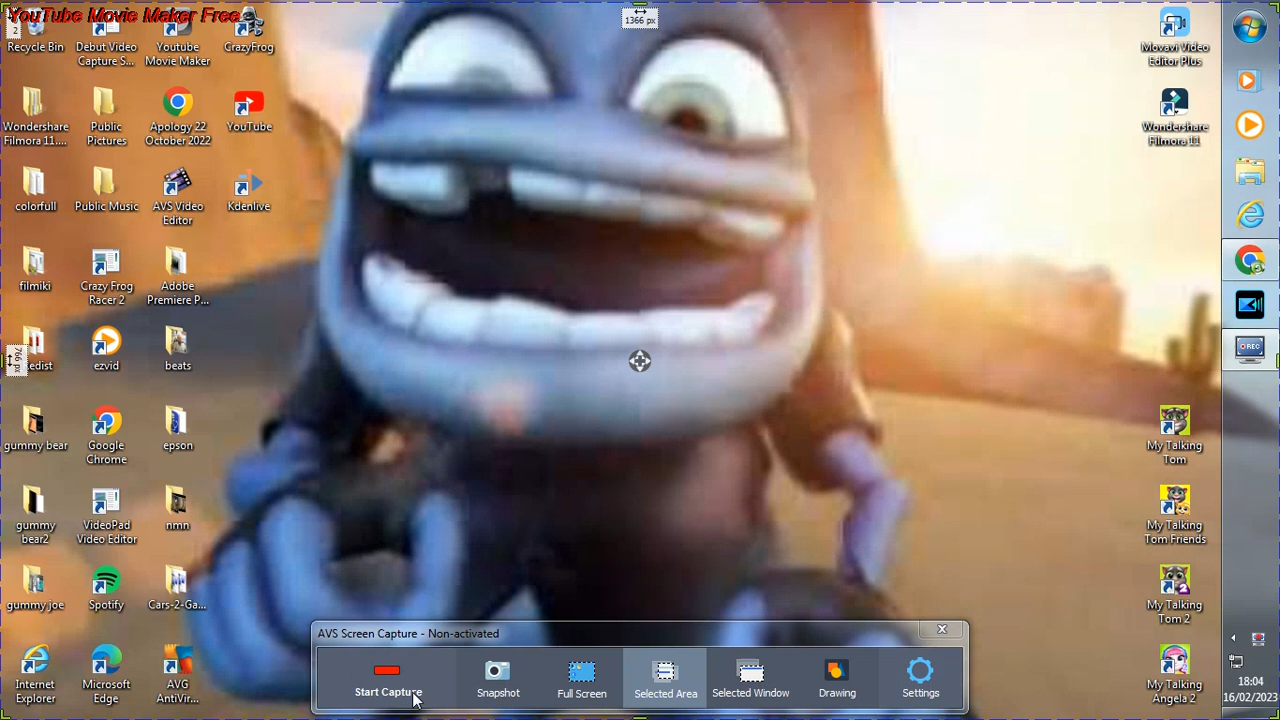 YouTube Movie Maker Free
2
1366 px
Recycle Bin
Debut Video
Capture S...
Youtube
Movie Maker
CrazyFrog
Movavi Video
Editor Plus
Wondershare
Filmora 11....
Public
Pictures
Apology 22
October 2022
YouTube
Wondershare
Filmora 11
colorfull
Public Music
AVS Video
Editor
Kdenlive
filmiki
Crazy Frog
Racer 2
Adobe
Premiere P...
edist
ezvid
beats
REC
gummy bear
Google
Chrome
epson
My Talking
Tom
gummy
bear2
VideoPad
Video Editor
nmn
My Talking
Tom Friends
gummy joe
Spotify
Cars-2-Ga...
My Talking
Tom 2
Internet
Explorer
Microsoft
Edge
AVG
AntiVir...
My Talking
Angela 2
AVS Screen Capture - Non-activated
Start Capture
Snapshot
Full Screen
Selected Area
Selected Window
Drawing
Settings
18:04
16/02/2023